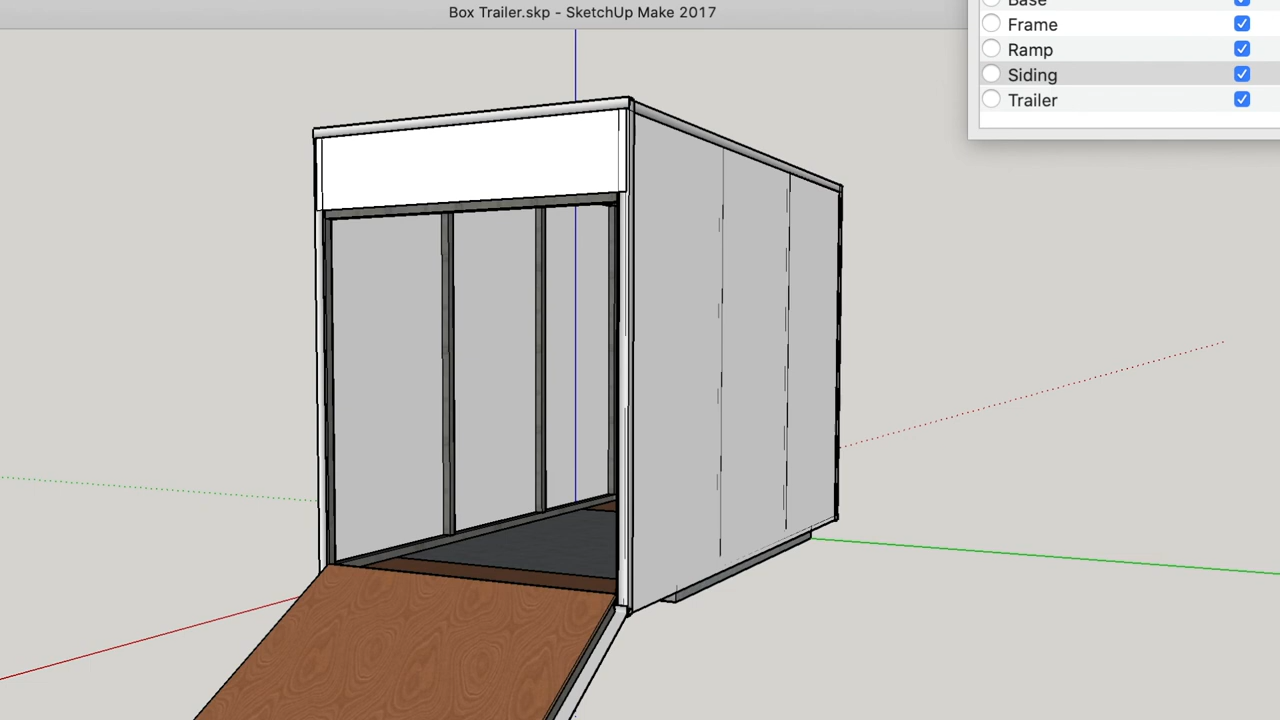 Box Trailer.skp - SketchUp Make 2017
Base
Frame
Ramp
Siding
Trailer